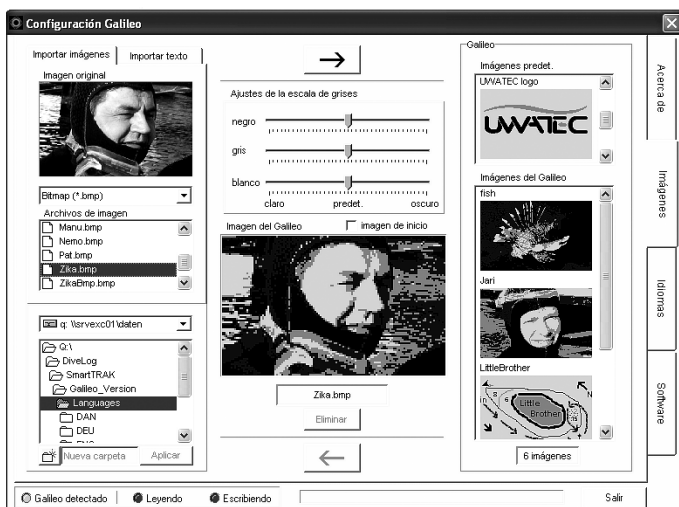 Configuración Galileo
Importar imágenes
Importar texto
Imagen original
Bitmap (*.bmp)
Archivos de imagen
Manu.bmp
Nemo.bmp
Pat.bmp
Zika.bmp
ZikaBmp.bmp
q: \\srvexc01\daten
Q:\
DiveLog
SmartTRAK
Galileo_Version
Languages
DAN
DEU
Nueva carpeta
Aplicar
Ajustes de la escala de grises
negro
gris
blanco
claro predet. oscuro
Imagen del Galileo
imagen de inicio
Zika.bmp
Eliminar
Galileo
Imágenes predet.
UWATEC logo
UWATEC
Imágenes del Galileo
fish
Jari
LittleBrother
Little
Brother
N
6 imágenes
Acerca de
Imágenes
Idiomas
Software
Galileo detectado
Leyendo
Escribiendo
Salir